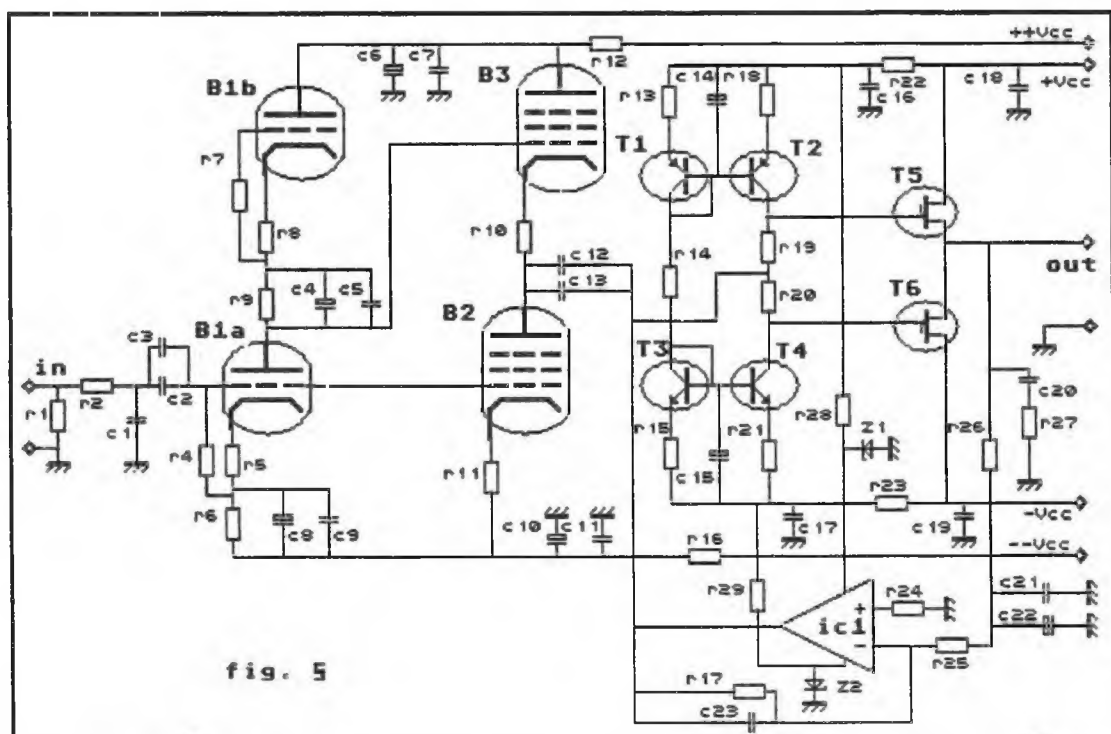 ++Vcc
c6
c7
B3
r12
B1b
c14
r18
r22
c18
+Vcc
r13
c16
r7
T1
T2
T5
r8
r10
r14
r19
c12
out
r9
c4
c5
c13
r20
T6
B1a
B2
c3
T3
T4
in
c2
c20
r2
r28
r1
c1
r15
r21
Z1
r26
r27
r4
r5
r11
c15
r23
r6
c10
c11
-Vcc
c8
c9
c17
c19
r16
--Vcc
r29
r24
c21
+
ic1
c22
-
r25
fig. 5
r17
Z2
c23